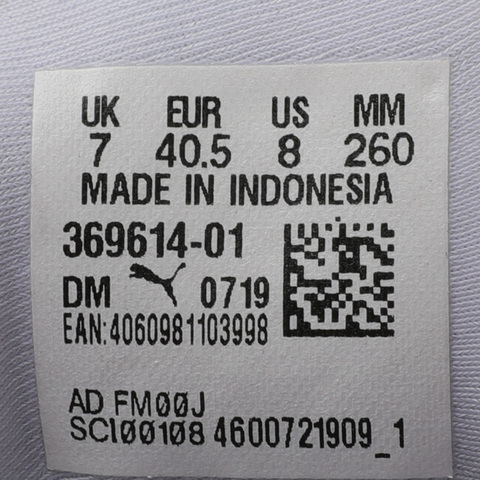 UK EUR US MM
7 40.5 8 260
MADE IN INDONESIA
369614-01
DM 0719
EAN:4060981103998
AD FM00J
SCI00108 4600721909_1